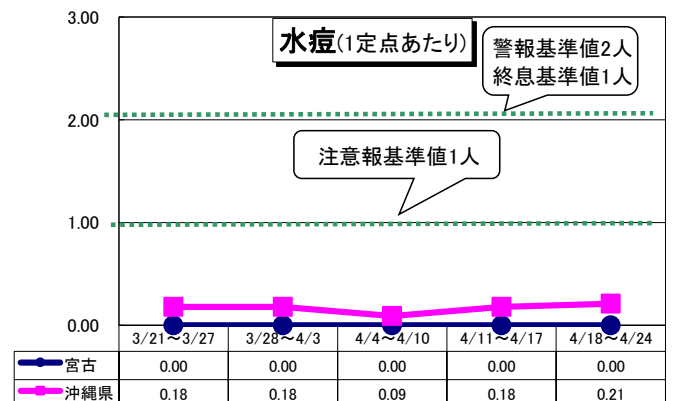 水痘(1定点あたり)
警報基準値2人
終息基準値1人
注意報基準値1人
3.00
2.00
1.00
0.00
3/21～3/27 3/28～4/3 4/4～4/10 4/11～4/17 4/18～4/24
宮古 0.00 0.00 0.00 0.00 0.00
沖縄県 0.18 0.18 0.09 0.18 0.21